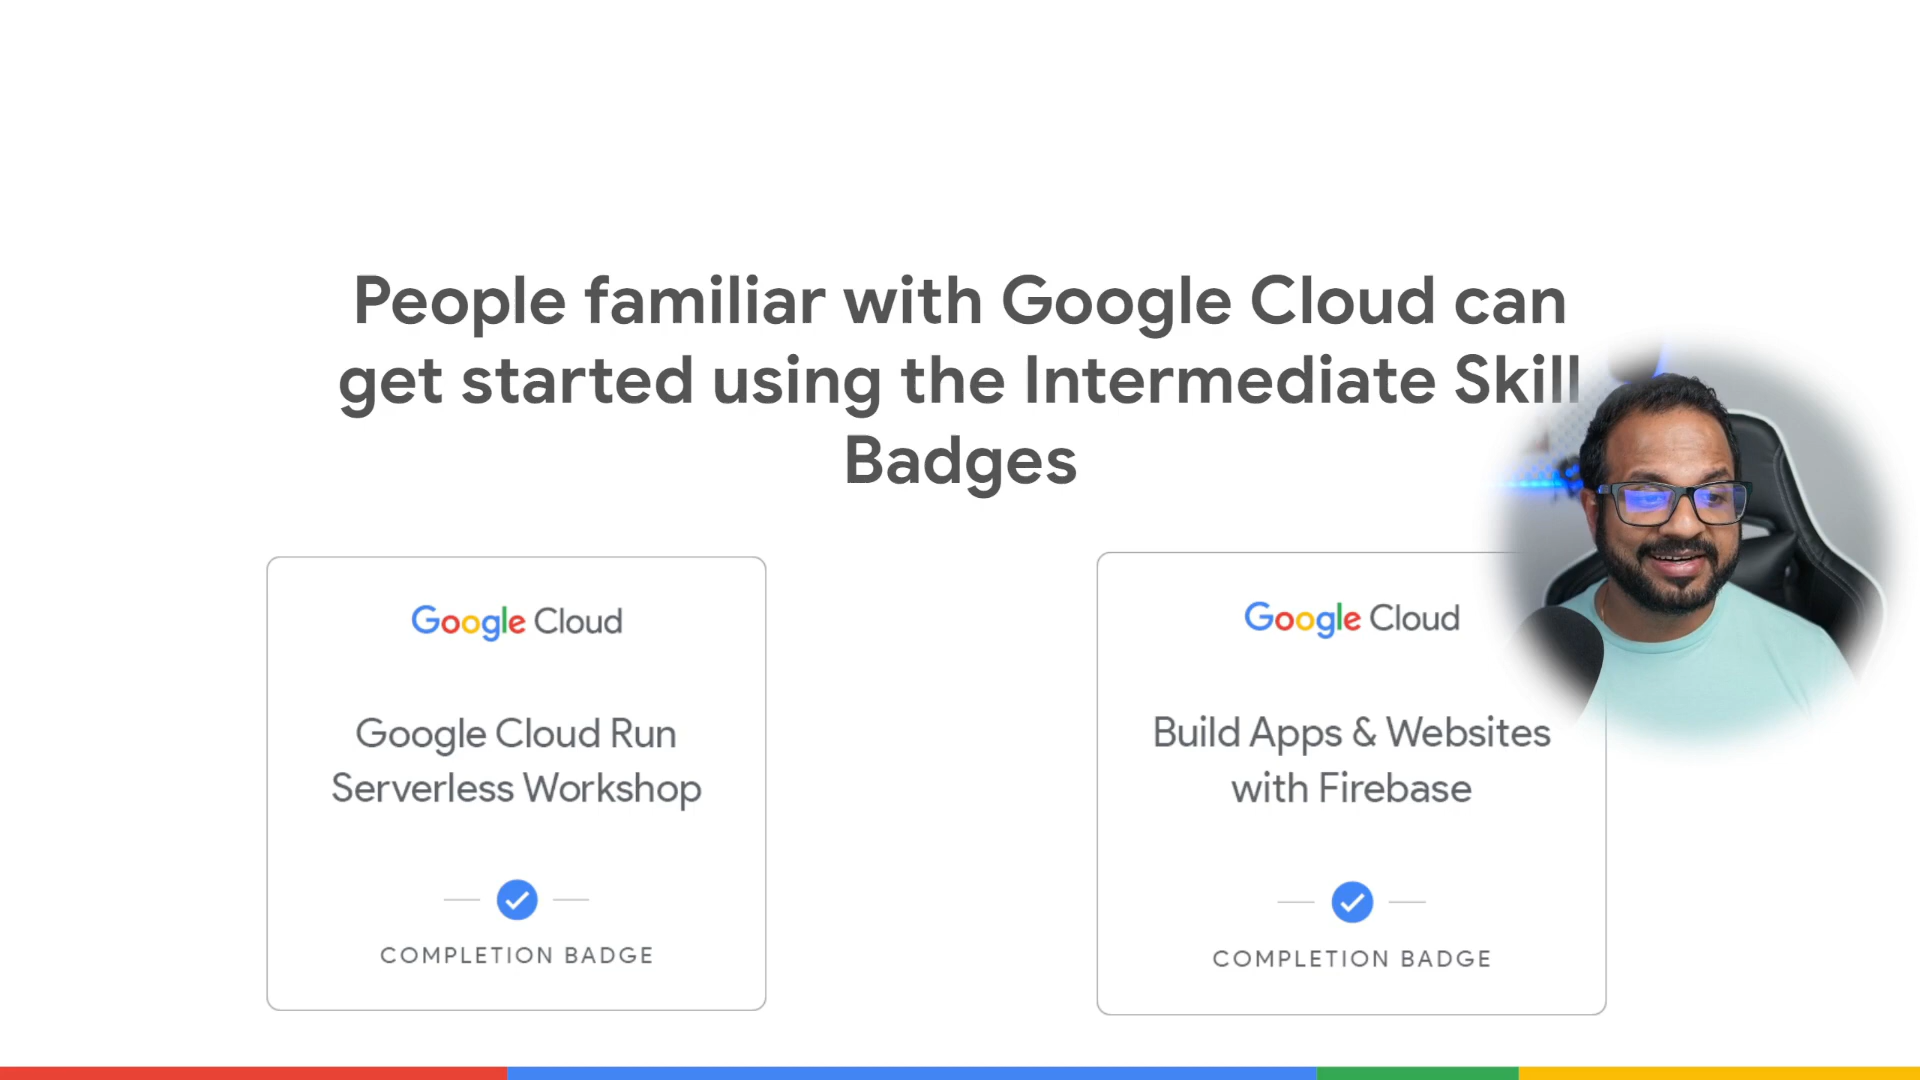 People familiar with Google Cloud can
get started using the Intermediate Skill
Badges
Google Cloud
Google Cloud Run
Serverless Workshop
COMPLETION BADGE
Google Cloud
Build Apps & Websites
with Firebase
COMPLETION BADGE